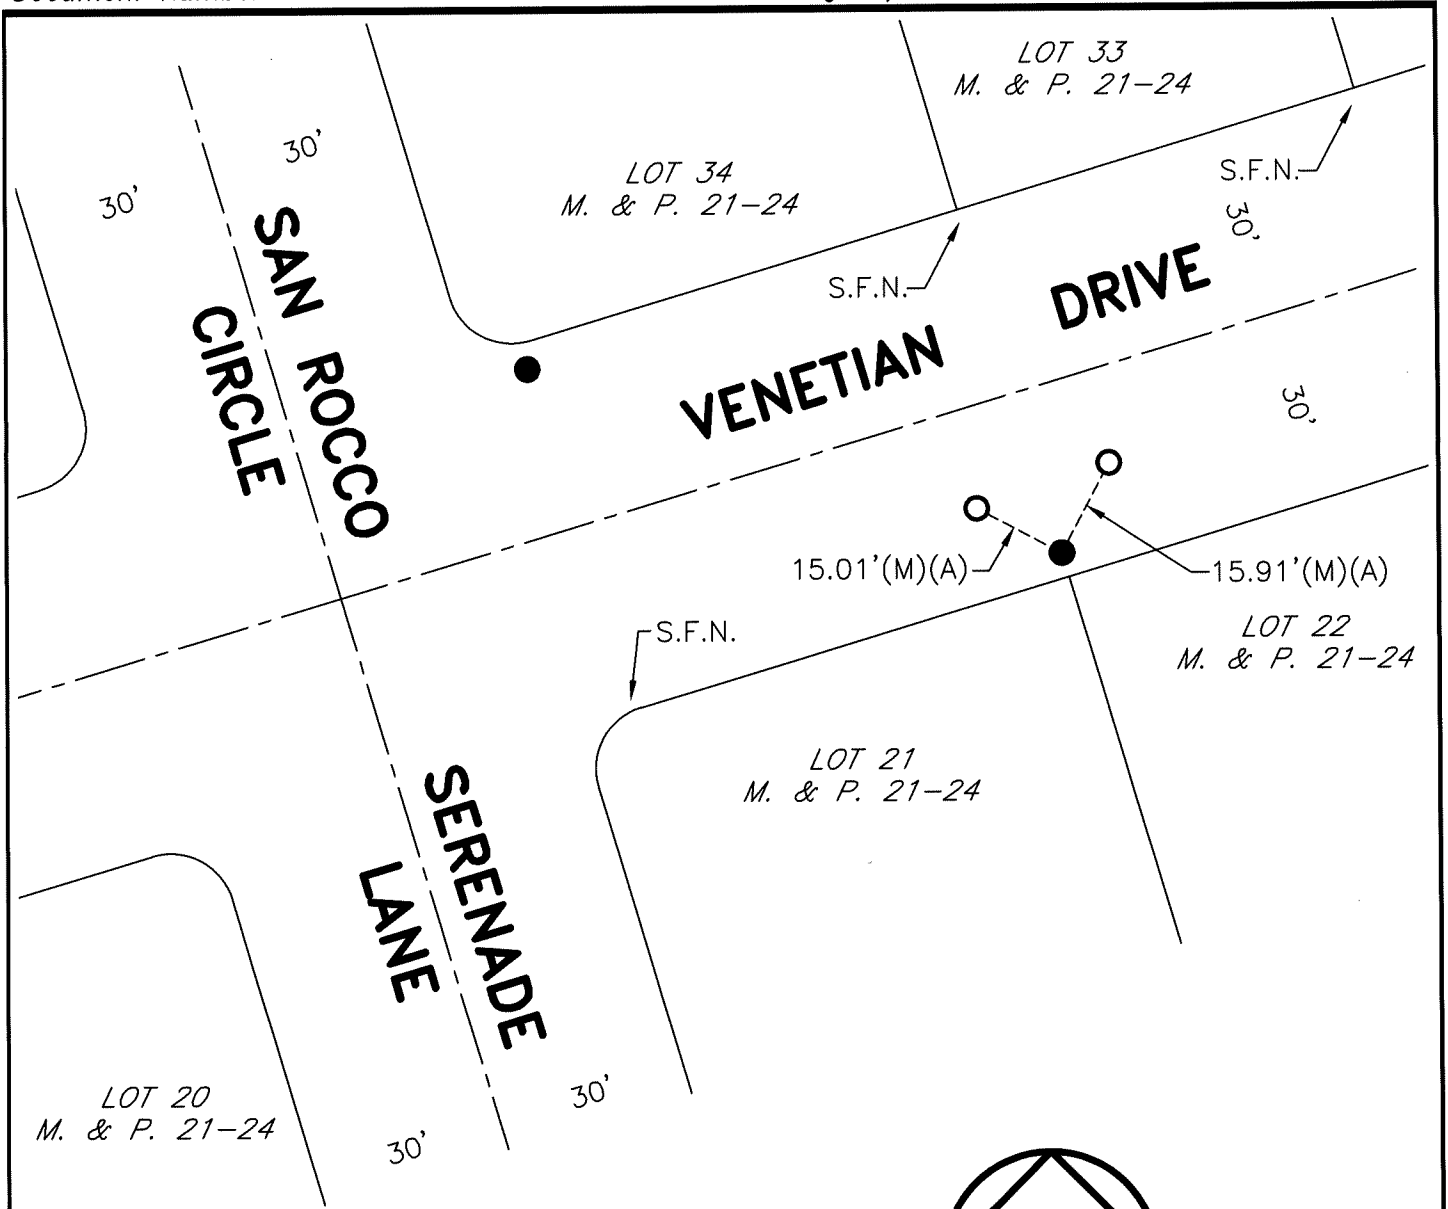 LOT 33
M. & P. 21-24
30'
30'
LOT 34
M. & P. 21-24
S.F.N.
30'
SAN ROCCO
CIRCLE
S.F.N.
VENETIAN DRIVE
30'
15.01'(M)(A)
15.91'(M)(A)
LOT 22
M. & P. 21-24
S.F.N.
LOT 21
M. & P. 21-24
SERENADE
LANE
LOT 20
M. & P. 21-24
30'
30'